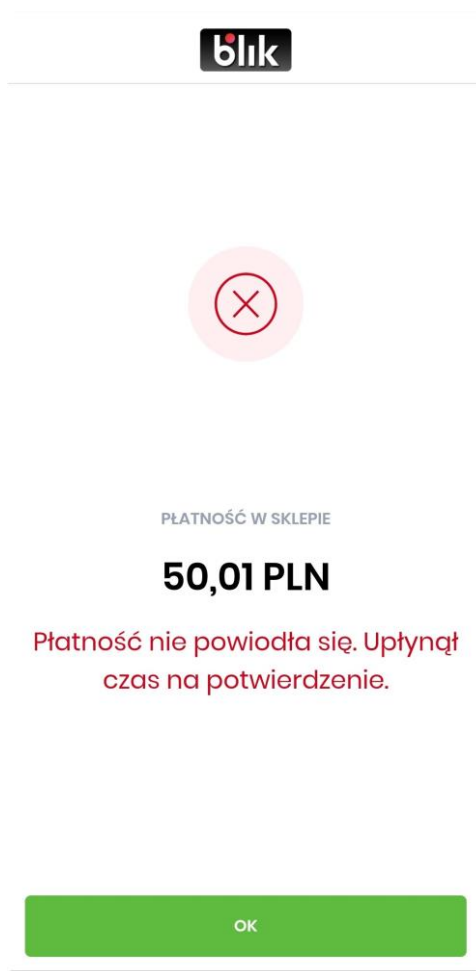 blik
PŁATNOŚĆ W SKLEPIE
50,01 PLN
Płatność nie powiodła się. Upłynął
czas na potwierdzenie.
OK